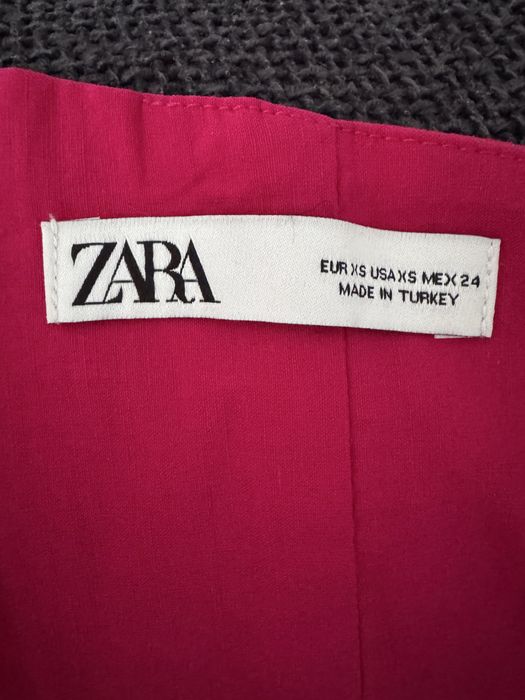 ZARA
EUR XS USA XS MEX 24
MADE IN TURKEY